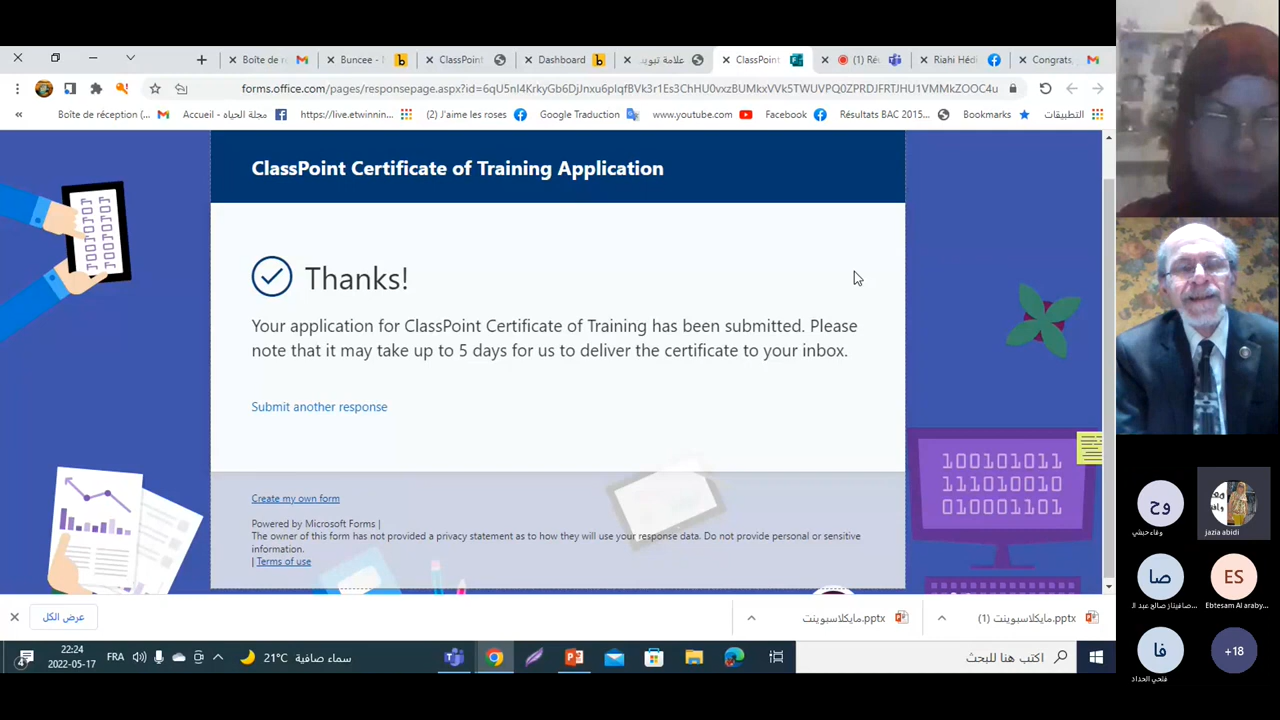 Boîte de r
Buncee -
ClassPoint
Dashboard
علامة تبويب
ClassPoint
Riahi Hédi
Congrats,
forms.office.com/pages/responsepage.aspx?id=
Boîte de réception (...
Accueil - مجلة الحياه
https://live.etwinnin...
(2) J'aime les roses
Google Traduction
www.youtube.com
Facebook
Résultats BAC 2015...
Bookmarks
التطبيقات
ClassPoint Certificate of Training Application
Thanks!
Your application for ClassPoint Certificate of Training has been submitted. Please
note that it may take up to 5 days for us to deliver the certificate to your inbox.
Submit another response
100101011
111010010
010001101
Create my own form
Powered by Microsoft Forms |
The owner of this form has not provided a privacy statement as to how they will use your response data. Do not provide personal or sensitive
information.
| Terms of use
وح
وفاء حبشي
jazia abidi
صا
ES
Ebtesam Al araby...
فا
فلحي الحداد
+18
عرض الكل
مايكلاسبوينت.pptx
مايكلاسبوينت (1).pptx
22:24
2022-05-17
FRA
21°C سماء صافية
اكتب هنا للبحث
4